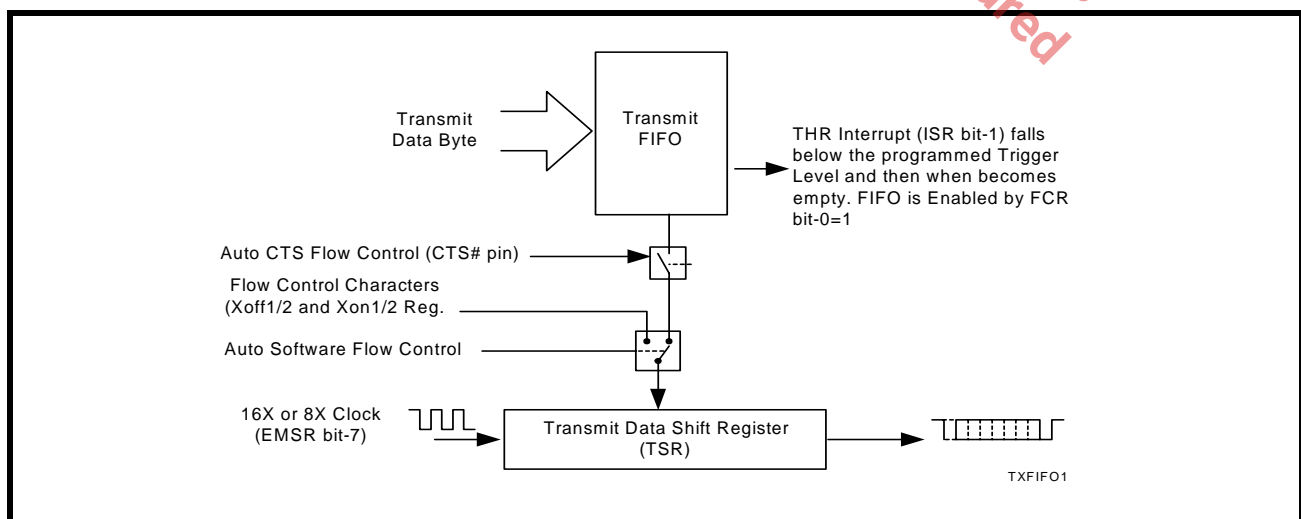 ured
Transmit
Data Byte
Transmit
FIFO
THR Interrupt (ISR bit-1) falls
below the programmed Trigger
Level and then when becomes
empty. FIFO is Enabled by FCR
bit-0=1
Auto CTS Flow Control (CTS# pin)
Flow Control Characters
(Xoff1/2 and Xon1/2 Reg.
Auto Software Flow Control
16X or 8X Clock
(EMSR bit-7)
Transmit Data Shift Register
(TSR)
TXFIFO1